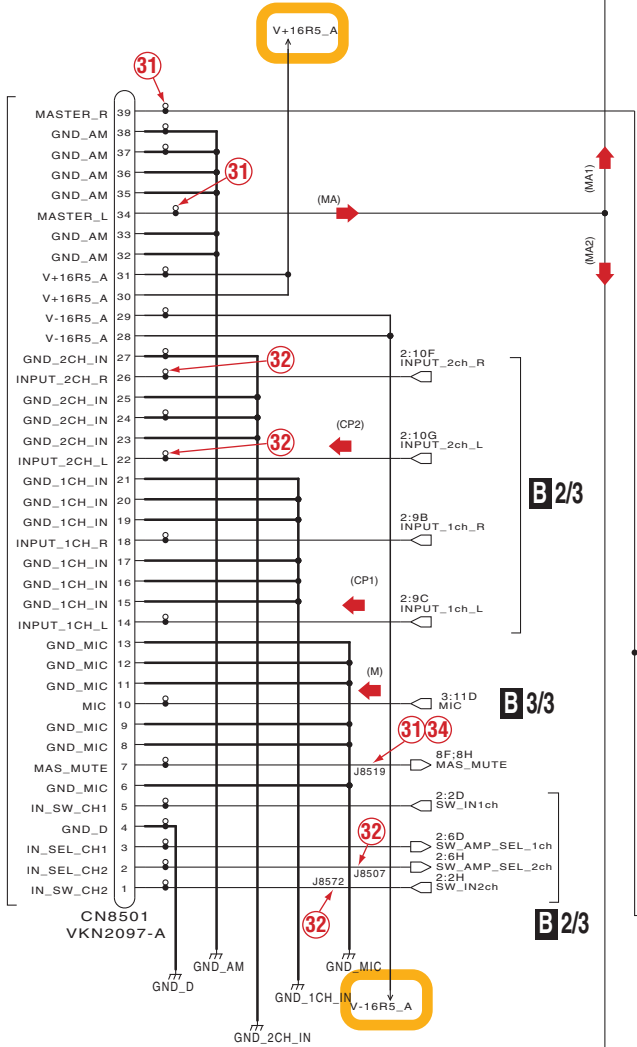 V+16R5_A
31
MASTER_R 39
GND_AM 38
GND_AM 37
GND_AM 36
31
GND_AM 35
MASTER_L 34
(MA)
(MA1)
(MA2)
GND_AM 33
GND_AM 32
V+16R5_A 31
V+16R5_A 30
V-16R5_A 29
V-16R5_A 28
GND_2CH_IN 27
32
2:10F
INPUT_2ch_R
INPUT_2CH_R 26
GND_2CH_IN 25
GND_2CH_IN 24
GND_2CH_IN 23
32
(CP2)
2:10G
INPUT_2ch_L
INPUT_2CH_L 22
GND_1CH_IN 21
B 2/3
GND_1CH_IN 20
GND_1CH_IN 19
2:9B
INPUT_1ch_R
INPUT_1CH_R 18
GND_1CH_IN 17
GND_1CH_IN 16
(CP1)
GND_1CH_IN 15
2:9C
INPUT_1ch_L
INPUT_1CH_L 14
GND_MIC 13
GND_MIC 12
(M)
GND_MIC 11
MIC 10
3:11D
MIC
B 3/3
GND_MIC 9
31 34
GND_MIC 8
MAS_MUTE 7
J8519
8F;8H
MAS_MUTE
GND_MIC 6
IN_SW_CH1 5
2:2D
SW_IN1ch
GND_D 4
32
IN_SEL_CH1 3
2:6D
SW_AMP_SEL_1ch
IN_SEL_CH2 2
J8507
2:6H
SW_AMP_SEL_2ch
IN_SW_CH2 1
J8572
2:2H
SW_IN2ch
32
B 2/3
CN8501
VKN2097-A
GND_D
GND_AM
GND_MIC
GND_1CH_IN
V-16R5_A
GND_2CH_IN